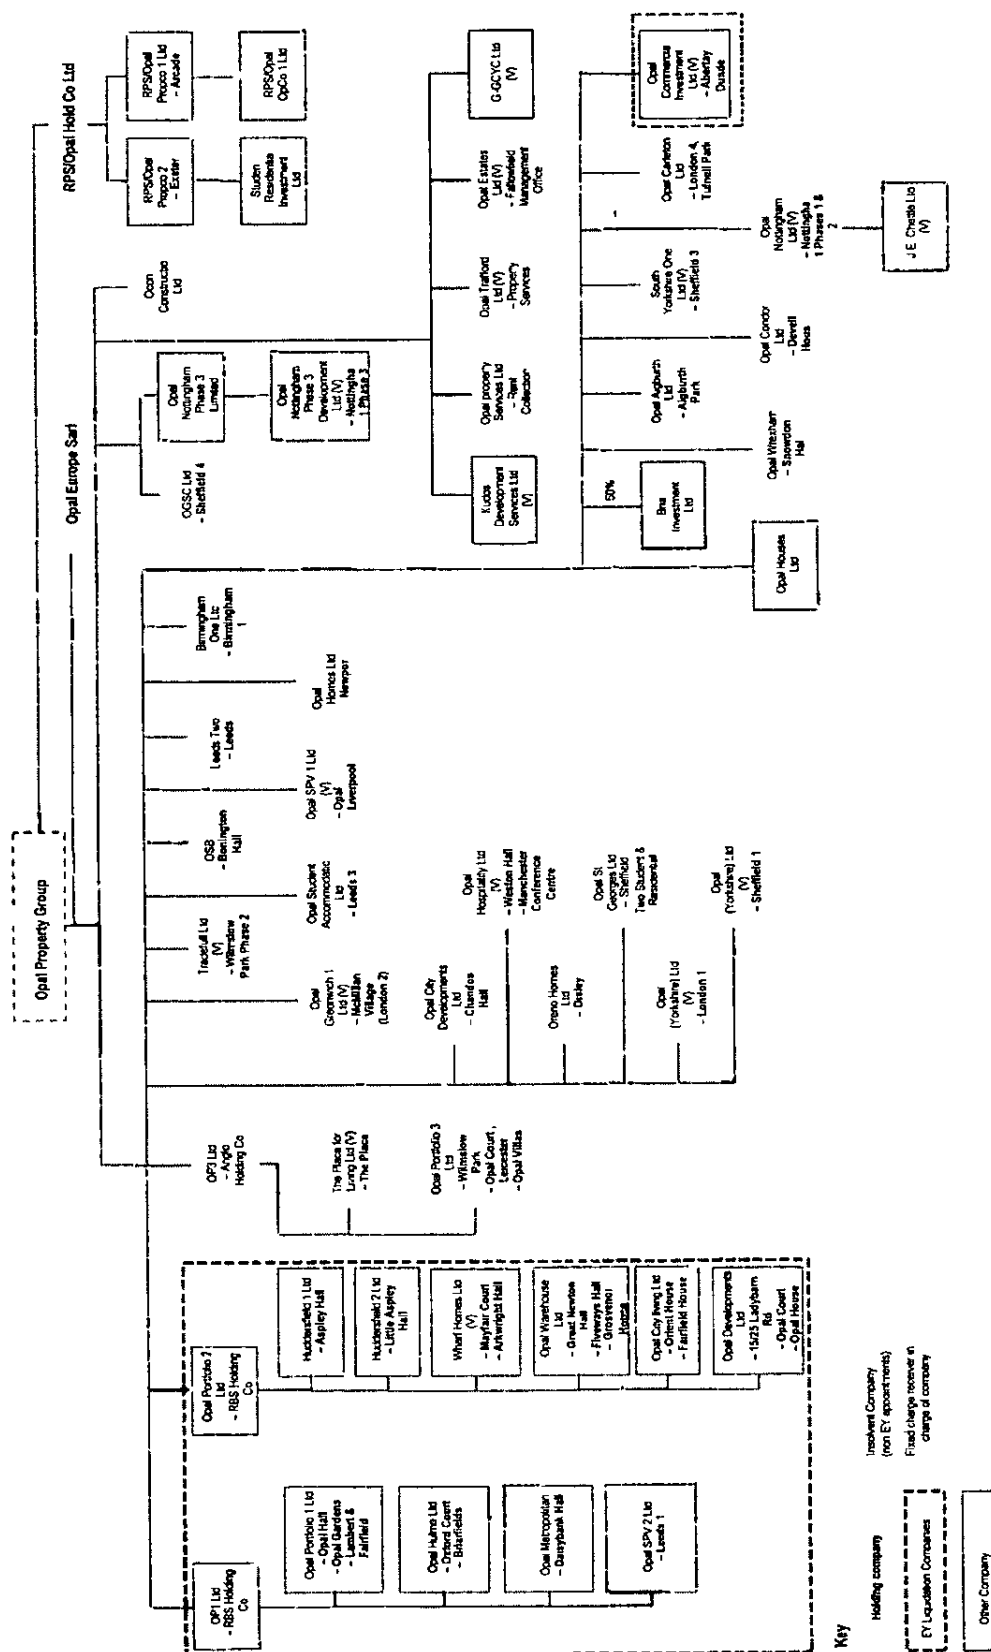 Opal Property Group
RPS/Opal Hold Co Ltd
Opal Europe Sarl
OP1 Ltd
- RBS Holding
Co
Opal Portfolio 1 Ltd
- Opal Hall
- Opal Gardens
- Lambert &
Fairfield
Opal Hulme Ltd
- Oxford Court
- Briarfields
Opal Metropolitan
- Daisybank Hall
Opal SPV 2 Ltd
- Leeds 1
Opal Portfolio 2
Ltd
- RBS Holding
Co
Huddersfield 1 Ltd
- Aspley Hall
Huddersfield 2 Ltd
- Little Aspley
Hall
Wharf Homes Ltd
(V)
- Mayfair Court
- Arkwright Hall
Opal Warehouse
Ltd
- Great Newton
Hall
- Fiveways Hall
- Grosvenor
House
Opal City living Ltd
- Orient House
- Fairfield House
Opal Developments
Ltd
- 15/25 Ladybarn
Rd
- Opal Court
- Opal House
OP3 Ltd
- Anglo
Holding Co
The Place for
Living Ltd (V)
- The Place
Opal Portfolio 3
Ltd
- Wilmslow
Park
- Opal Court,
Leicester
- Opal Villas
Opal
Greenwich 1
Ltd (V)
- McMillan
Village
(London 2)
Tracefull Ltd
(V)
- Wilmslow
Park Phase 2
Opal Student
Accommodatic
Ltd
- Leeds 3
OSB
- Bonington
Hall
Opal SPV 1 Ltd
(V)
- Opal
Liverpool
Leeds Two
- Leeds
Opal
Homes Ltd
Newpor
Birmingham
One Ltd
- Birmingham
1
Opal City
Developments
Ltd
- Chandos
Hall
Opal
Hospitality Ltd
(V)
- Weston Hall
- Manchester
Conference
Centre
Oreno Homes
Ltd
- Disley
Opal St
Georges Ltd
- Sheffield
Two Student &
Residential
Opal
(Yorkshire) Ltd
(V)
- London 1
Opal
(Yorkshire) Ltd
(V)
- Sheffield 1
OGSC Ltd
- Sheffield 4
Opal
Nottingham
Phase 3
Limited
Opal
Nottingham
Phase 3
Development
Ltd (V)
- Nottingha
1 Phase 3
Ocon
Constructio
Ltd
RPS/Opal
Propco 2
- Exeter
Studen
Residentia
Investment
Ltd
RPS/Opal
Propco 1 Ltd
- Arcade
RPS/Opal
OpCo 1 Ltd
Kudos
Development
Services Ltd
(V)
Opal property
Services Ltd
- Rent
Collection
Opal Trafford
Ltd (V)
- Property
Services
Opal Estates
Ltd (V)
- Fallowfield
Management
Office
G-GCYC Ltd
(V)
Opal Houses
Ltd
50%
Investment
Ltd
Opal Wrexham
- Snowdon
Hal
Opal Aigburth
Ltd
- Aigburth
Park
Opal Condor
Ltd
South
Yorkshire One
Ltd (V)
- Sheffield 3
Opal
Nottingham
Ltd (V)
- Nottingha
1 Phases 1 &
2
J E Chettle Ltd
(V)
Opal Carleton
Ltd
- London 4,
Tufnell Park
Opal
Commercial
Investment
Ltd (V)
- Abertay
Key
Holding company
Insolvent Company
(non EY appointments)
EY Liquidation Companies
Fixed charge receiver in
charge of company
Other Company